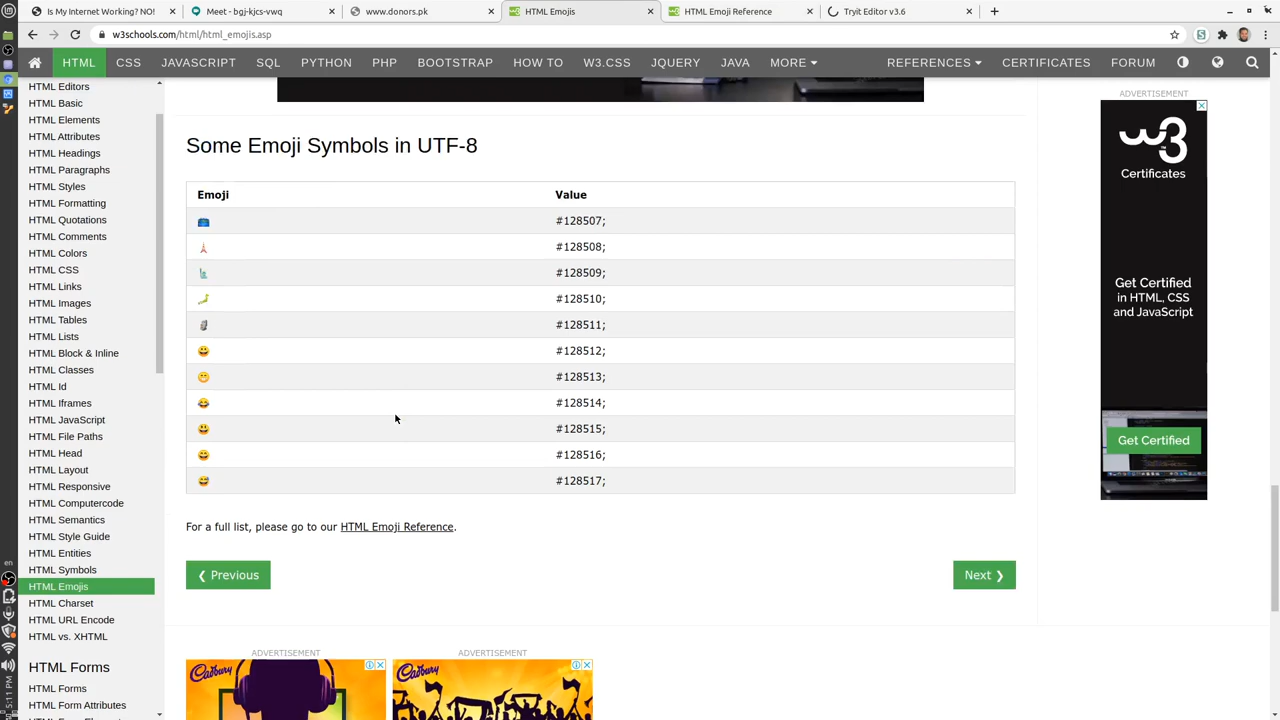 Is My Internet Working? NO!
Meet - bgj-kjcs-vwq
www.donors.pk
HTML Emojis
HTML Emoji Reference
Tryit Editor v3.6
w3schools.com/html/html_emojis.asp
HTML CSS JAVASCRIPT SQL PYTHON PHP BOOTSTRAP HOW TO W3.CSS JQUERY JAVA MORE REFERENCES CERTIFICATES FORUM
HTML Editors
HTML Basic
HTML Elements
HTML Attributes
HTML Headings
HTML Paragraphs
HTML Styles
HTML Formatting
HTML Quotations
HTML Comments
HTML Colors
HTML CSS
HTML Links
HTML Images
HTML Tables
HTML Lists
HTML Block & Inline
HTML Classes
HTML Id
HTML Iframes
HTML JavaScript
HTML File Paths
HTML Head
HTML Layout
HTML Responsive
HTML Computercode
HTML Semantics
HTML Style Guide
HTML Entities
HTML Symbols
HTML Emojis
HTML Charset
HTML URL Encode
HTML vs. XHTML
HTML Forms
HTML Forms
HTML Form Attributes
Some Emoji Symbols in UTF-8
Emoji Value
🗻 #128507;
🗼 #128508;
🗽 #128509;
🗾 #128510;
🗿 #128511;
😀 #128512;
😁 #128513;
😂 #128514;
😃 #128515;
😄 #128516;
😅 #128517;
For a full list, please go to our HTML Emoji Reference.
❮ Previous
Next ❯
ADVERTISEMENT
Cadbury
ADVERTISEMENT
Cadbury
ADVERTISEMENT
w3
Certificates
Get Certified
in HTML, CSS
and JavaScript
Get Certified
en
5:11 PM